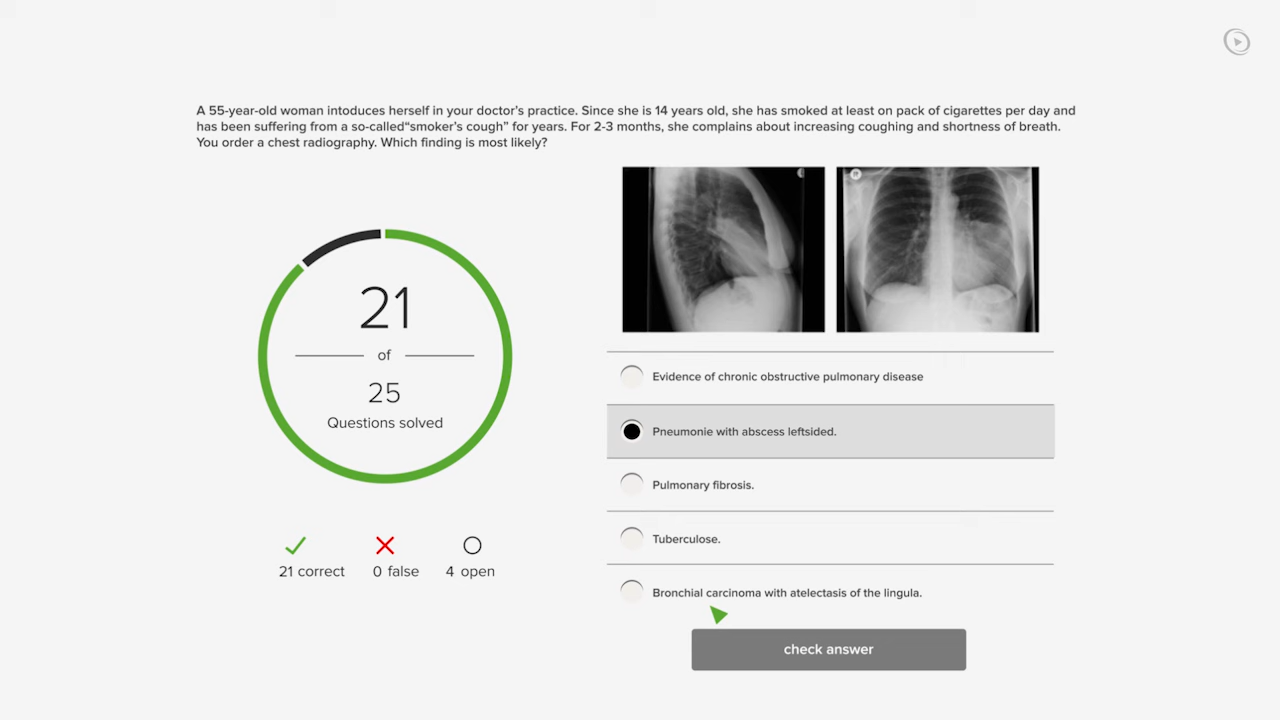 A 55-year-old woman intoduces herself in your doctor's practice. Since she is 14 years old, she has smoked at least on pack of cigarettes per day and
has been suffering from a so-called“smoker's cough” for years. For 2-3 months, she complains about increasing coughing and shortness of breath.
You order a chest radiography. Which finding is most likely?
21
of
25
Questions solved
21 correct
0 false
4 open
Evidence of chronic obstructive pulmonary disease
Pneumonie with abscess leftsided.
Pulmonary fibrosis.
Tuberculose.
Bronchial carcinoma with atelectasis of the lingula.
check answer